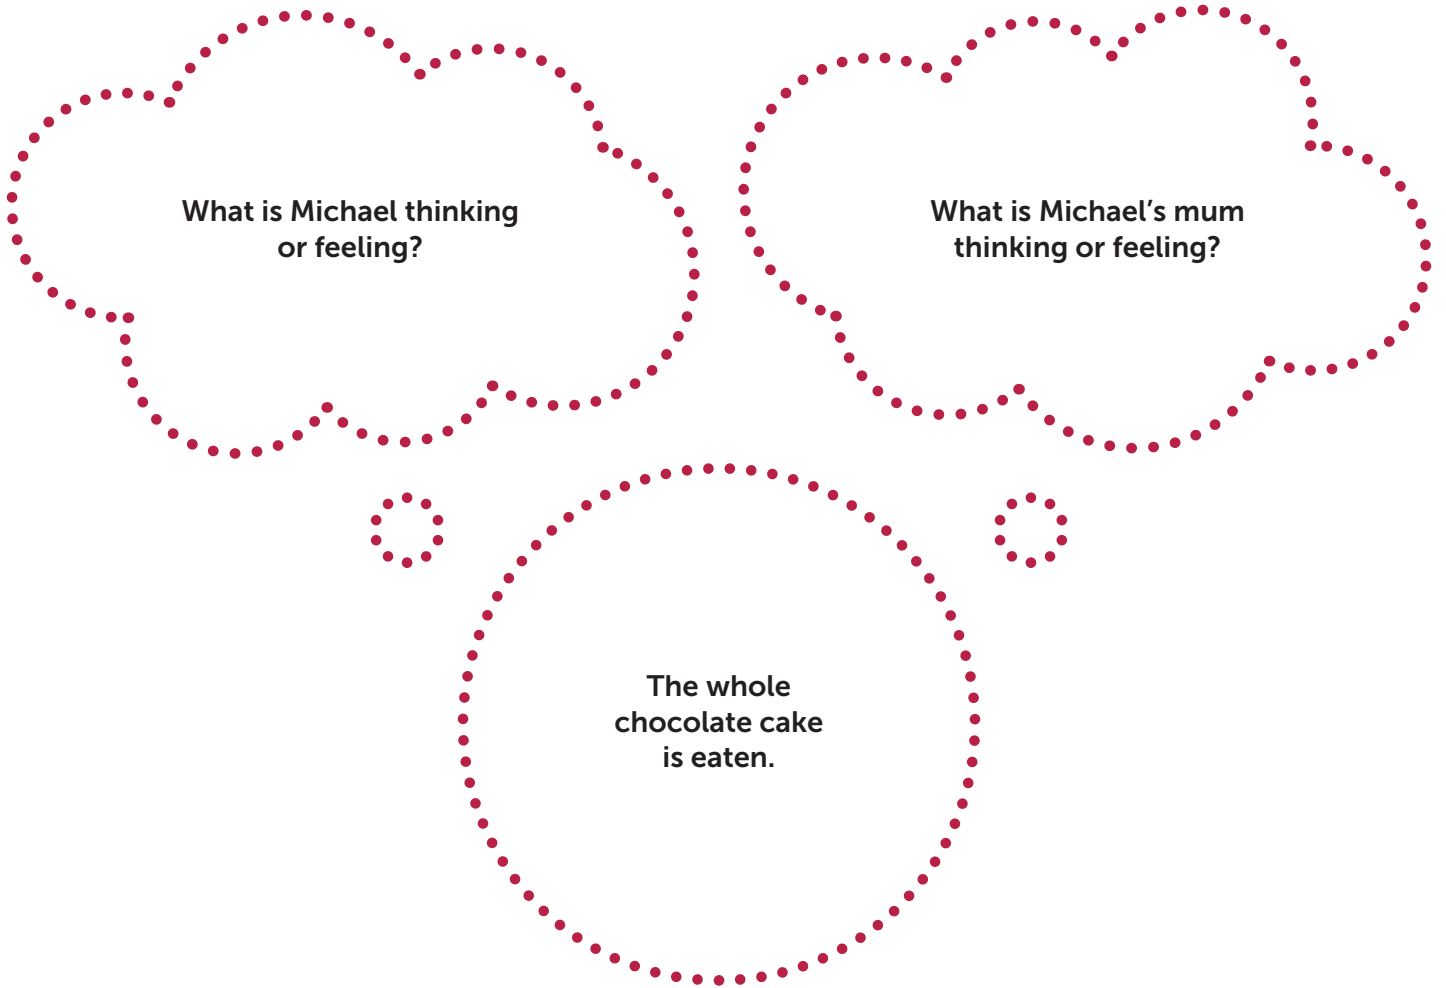 What is Michael thinking
or feeling?
What is Michael’s mum
thinking or feeling?
The whole
chocolate cake
is eaten.